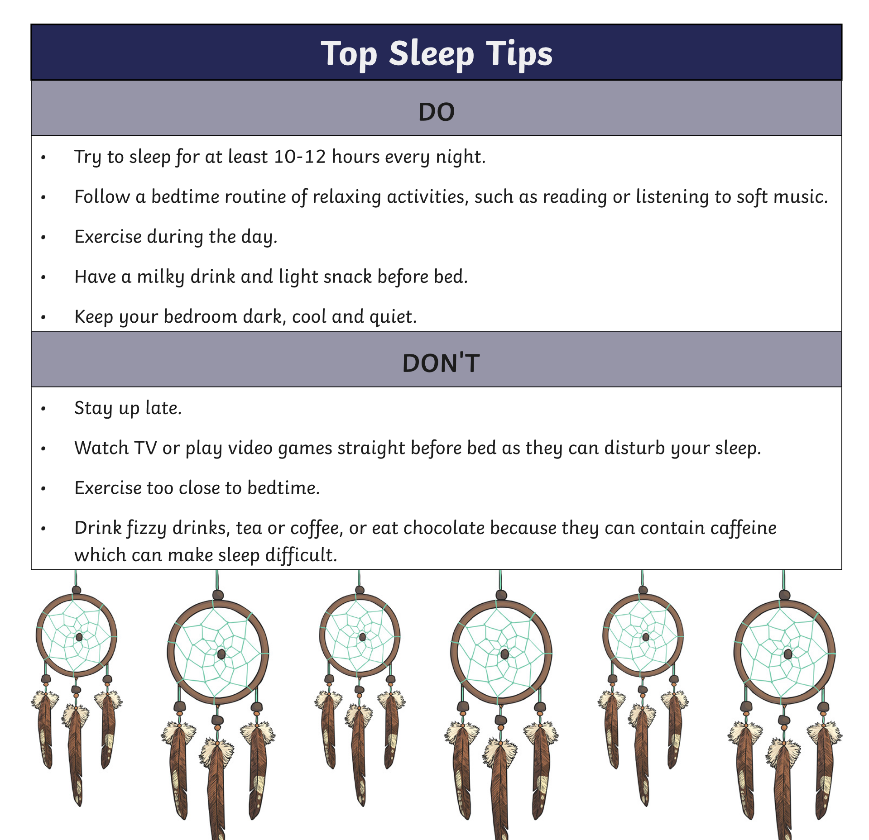 Top Sleep Tips
DO
• Try to sleep for at least 10-12 hours every night.
• Follow a bedtime routine of relaxing activities, such as reading or listening to soft music.
• Exercise during the day.
• Have a milky drink and light snack before bed.
• Keep your bedroom dark, cool and quiet.
DON'T
• Stay up late.
• Watch TV or play video games straight before bed as they can disturb your sleep.
• Exercise too close to bedtime.
• Drink fizzy drinks, tea or coffee, or eat chocolate because they can contain caffeine
which can make sleep difficult.